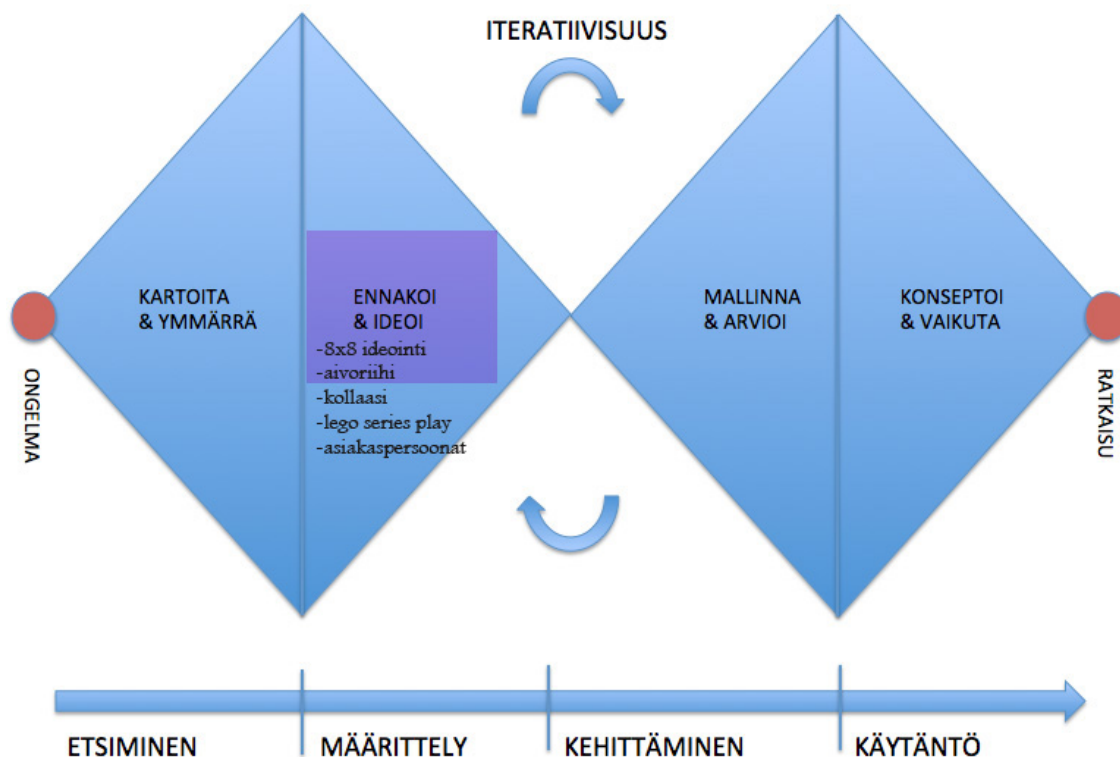 ITERATIIVISUUS
KARTOITA
& YMMÄRRÄ
ENNAKOI
& IDEOI
-8x8 ideointi
-aivoriihi
-kollaasi
-lego series play
-asiakaspersoonat
MALLINNA
& ARVIOI
KONSEPTOI
& VAIKUTA
ONGELMA
RATKAISU
ETSIMINEN
MÄÄRITTELY
KEHITTÄMINEN
KÄYTÄNTÖ